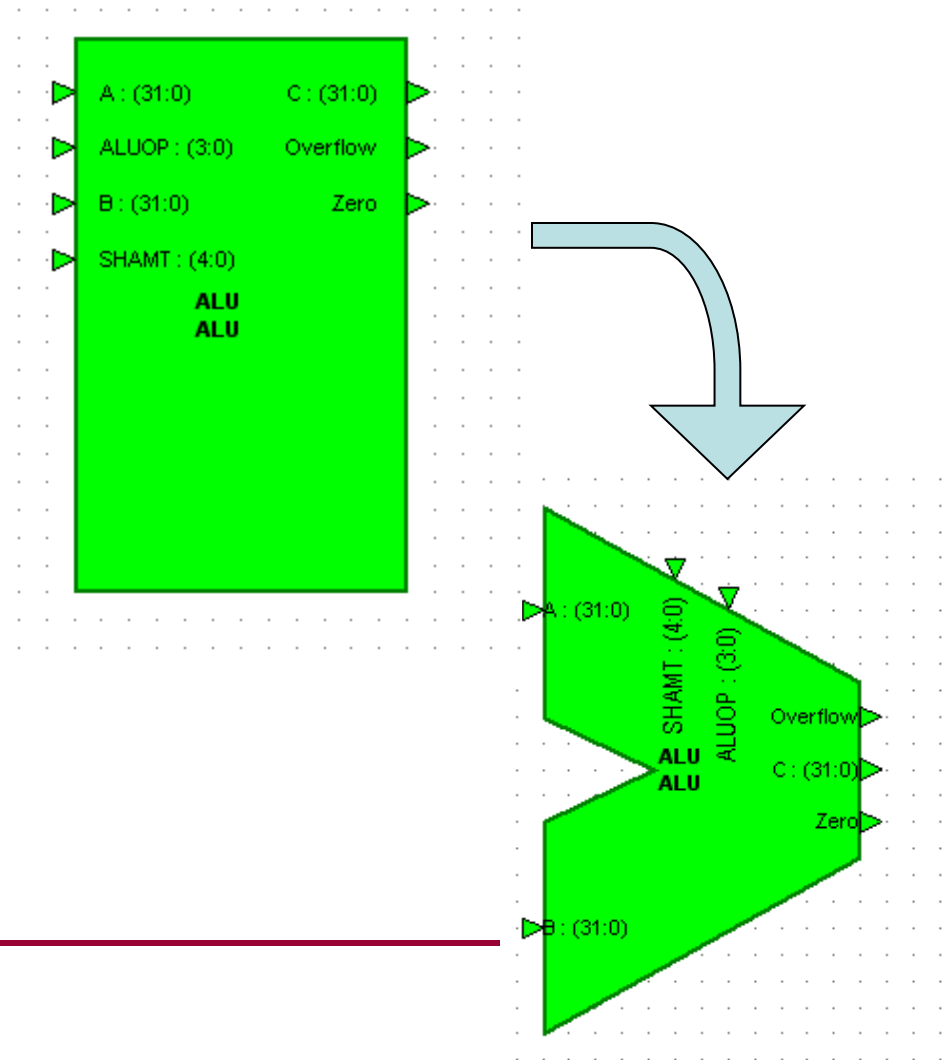 A : (31:0) C : (31:0)
ALUOP : (3:0) Overflow
B : (31:0) Zero
SHAMT : (4:0)
ALU
ALU
A : (31:0)
SHAMT : (4:0)
ALUOP : (3:0)
Overflow
ALU
C : (31:0)
ALU
Zero
B : (31:0)